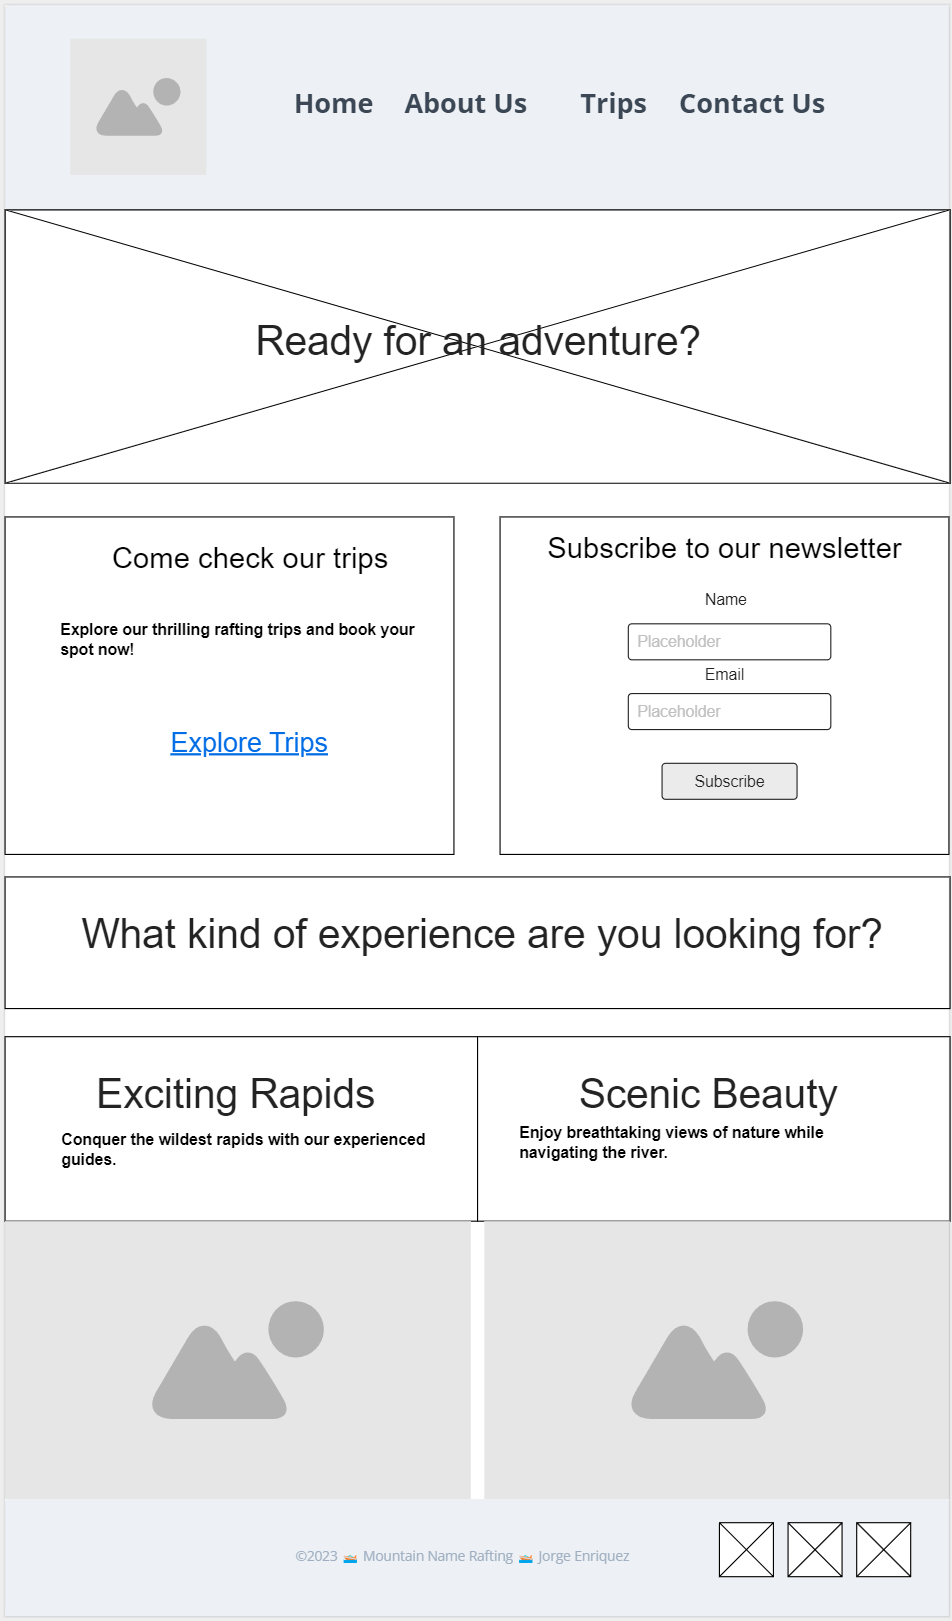 Home About Us Trips Contact Us
Ready for an adventure?
Come check our trips
Explore our thrilling rafting trips and book your
spot now!
Explore Trips
Subscribe to our newsletter
Name
Placeholder
Email
Placeholder
Subscribe
What kind of experience are you looking for?
Exciting Rapids
Conquer the wildest rapids with our experienced
guides.
Scenic Beauty
Enjoy breathtaking views of nature while
navigating the river.
©2023 🚣 Mountain Name Rafting 🚣 Jorge Enriquez